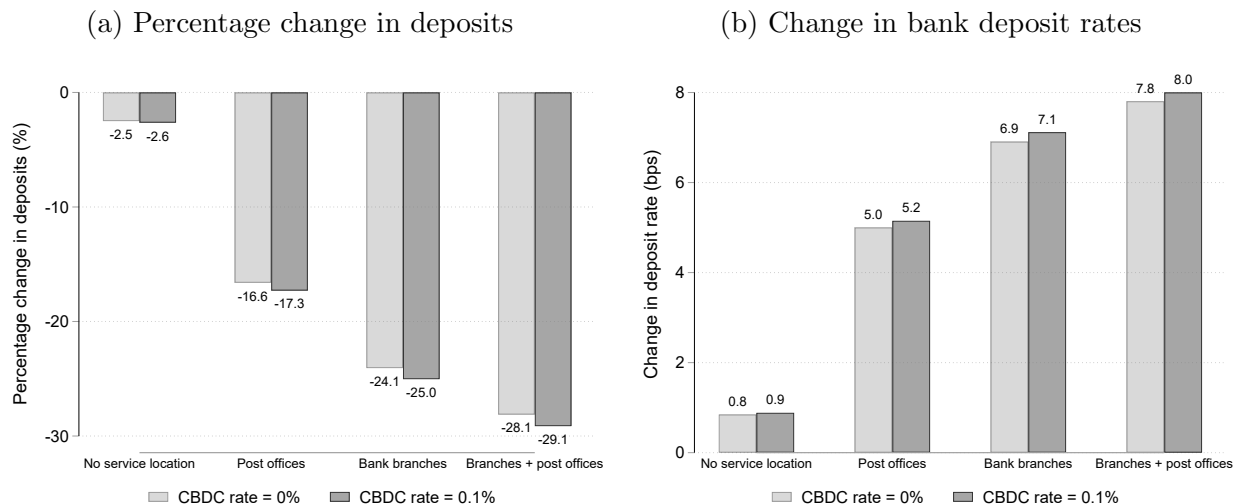 (a) Percentage change in deposits
Percentage change in deposits (%)
0
-10
-20
-30
-2.5 -2.6
-16.6 -17.3
-24.1 -25.0
-28.1 -29.1
No service location Post offices Bank branches Branches + post offices
CBDC rate = 0% CBDC rate = 0.1%
(b) Change in bank deposit rates
Change in deposit rate (bps)
8
6
4
2
0
0.8 0.9
5.0 5.2
6.9 7.1
7.8 8.0
No service location Post offices Bank branches Branches + post offices
CBDC rate = 0% CBDC rate = 0.1%